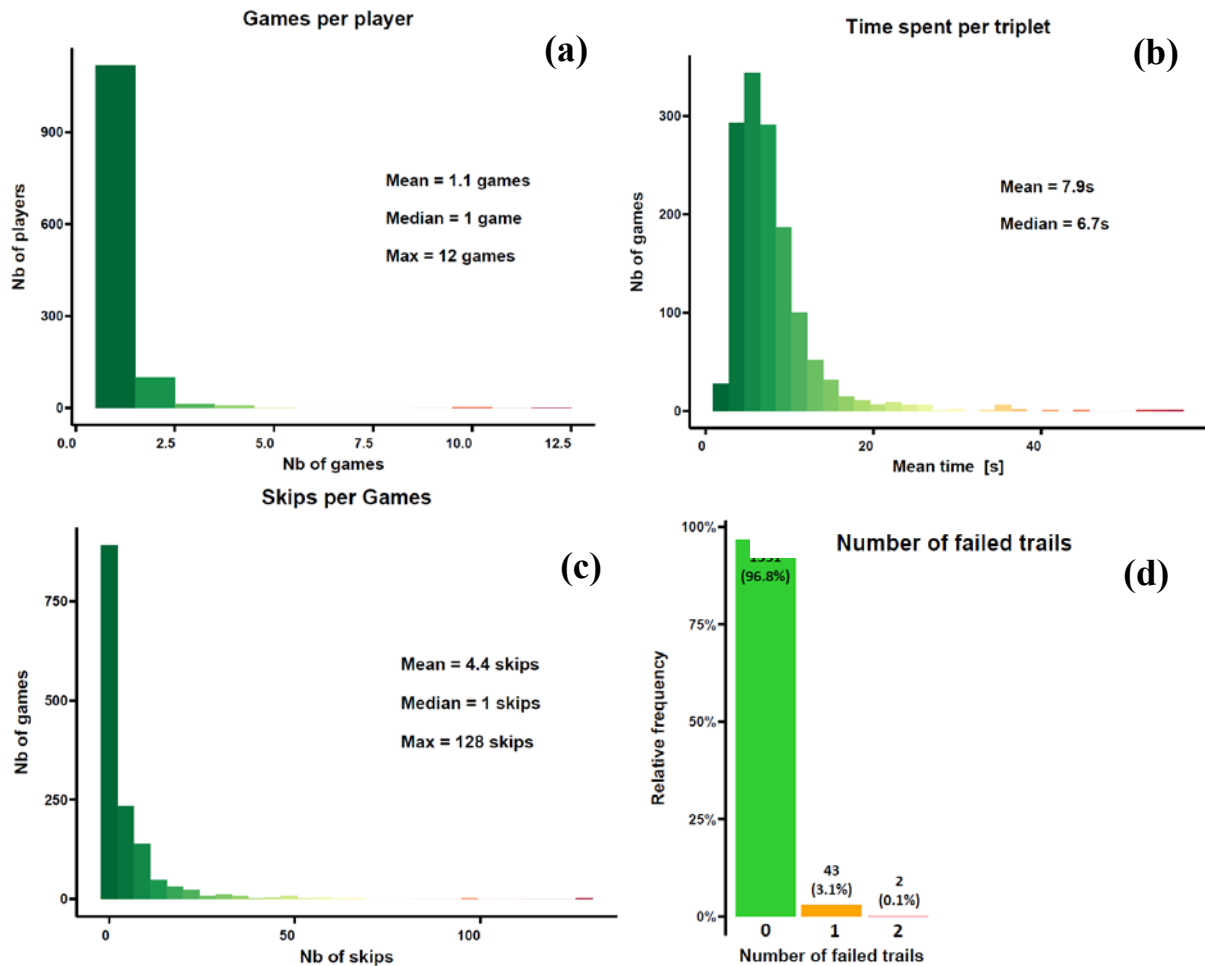 Games per player
(a)
900
600
300
0
Nb of players
Mean = 1.1 games
Median = 1 game
Max = 12 games
0.0 2.5 5.0 7.5 10.0 12.5
Nb of games
Time spent per triplet
(b)
300
200
100
0
Nb of games
Mean = 7.9s
Median = 6.7s
0 20 40
Mean time [s]
Skips per Games
(c)
750
500
250
0
Nb of games
Mean = 4.4 skips
Median = 1 skips
Max = 128 skips
0 50 100
Nb of skips
Number of failed trails
(d)
100%
75%
50%
25%
0%
Relative frequency
(96.8%)
43
(3.1%)
2
(0.1%)
0 1 2
Number of failed trails